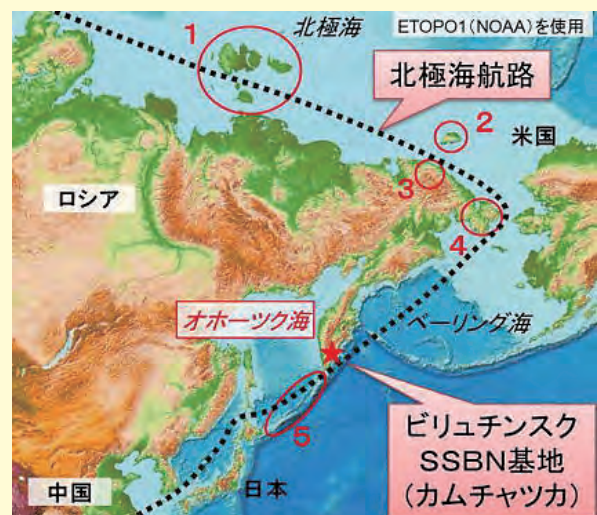 ETOPO1(NOAA)を使用
北極海
1
北極海航路
2
米国
3
ロシア
4
オホーツク海
ベーリング海
5
ビリュチンスク
SSBN基地
(カムチャツカ)
中国
日本